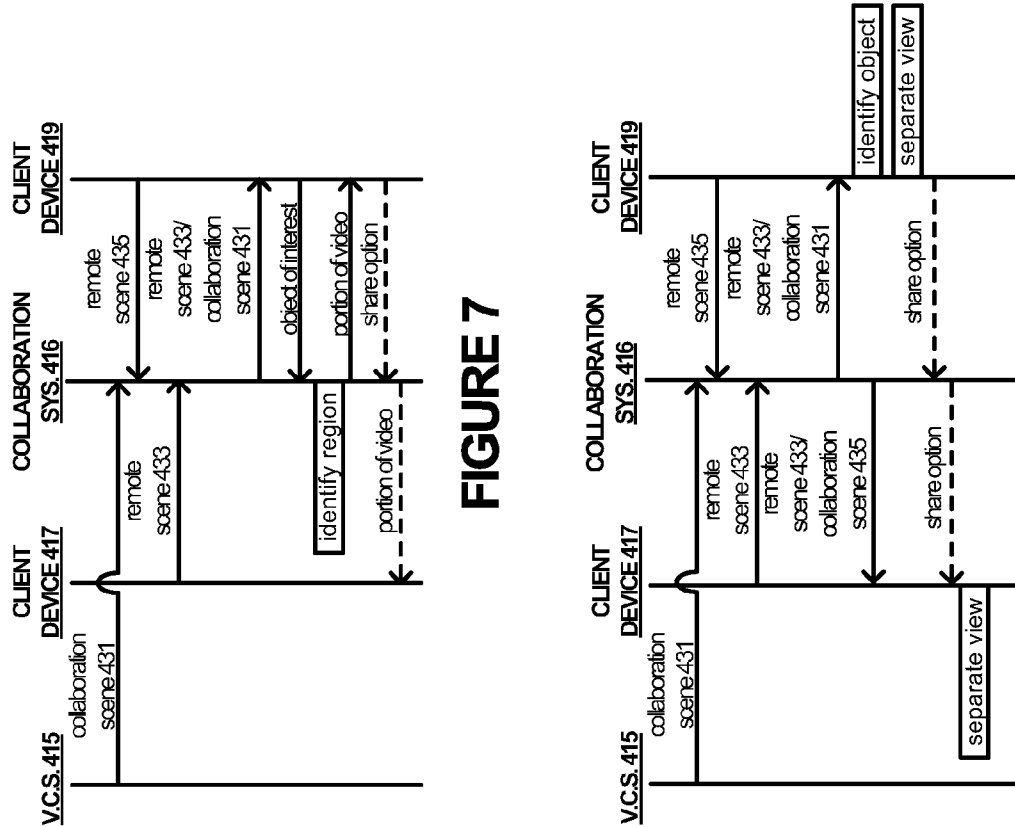 V.C.S. 415
CLIENT
DEVICE 417
COLLABORATION
SYS. 416
CLIENT
DEVICE 419
collaboration
scene 431
remote
scene 433
remote
scene 435
remote
scene 433/
collaboration
scene 431
object of interest
identify region
portion of video
share option
portion of video
FIGURE 7
V.C.S. 415
CLIENT
DEVICE 417
COLLABORATION
SYS. 416
CLIENT
DEVICE 419
collaboration
scene 431
remote
scene 433
remote
scene 433/
collaboration
scene 435
remote
scene 435
remote
scene 433/
collaboration
scene 431
identify object
separate view
share option
share option
separate view